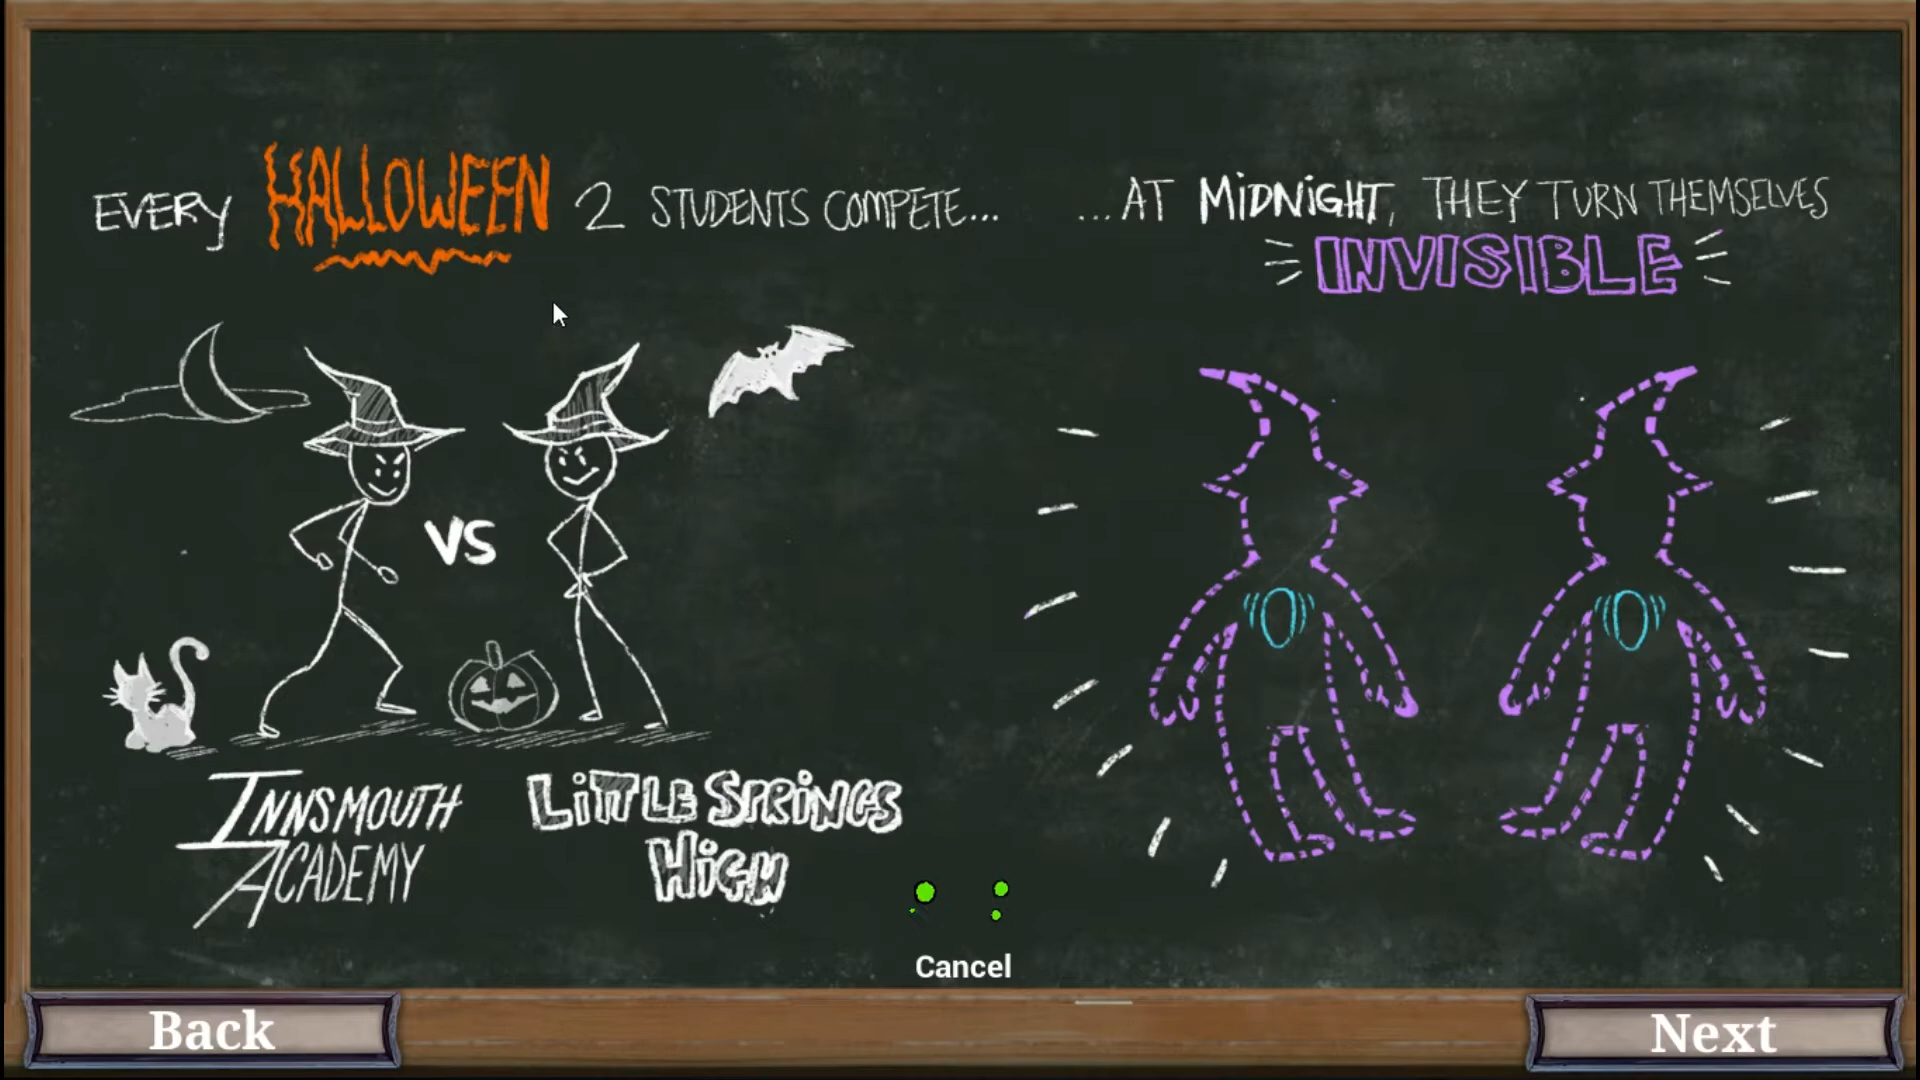 EVERY HALLOWEEN 2 STUDENTS COMPETE...
...AT MiDNiGHT, THEY TURN THEMSELVES
INVISIBLE
VS
INNSMOUTH
ACADEMY
LiTTLE SPRiNGS
HiGH
Cancel
Back
Next